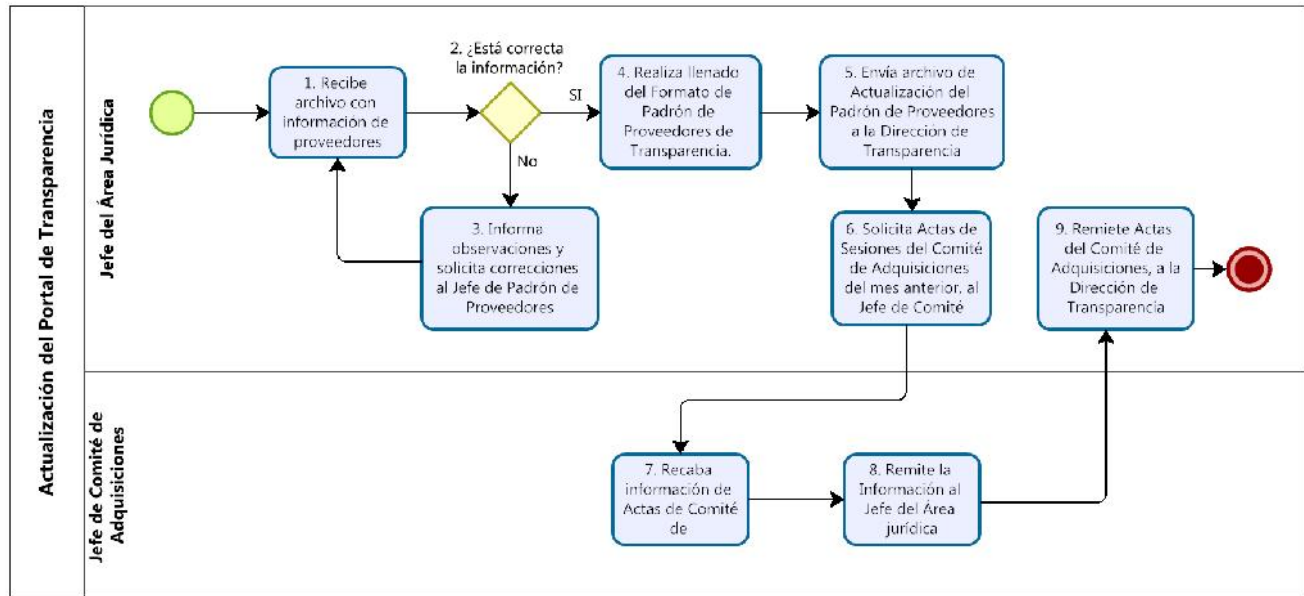 Actualización del Portal de Transparencia
Jefe del Área Jurídica
1. Recibe
archivo con
información de
proveedores
2. ¿Está correcta
la información?
SI
No
3. Informa
observaciones y
solicita correcciones
al Jefe de Padrón de
Proveedores
4. Realiza llenado
del Formato de
Padrón de
Proveedores de
Transparencia.
5. Envía archivo de
Actualización del
Padrón de Proveedores
a la Dirección de
Transparencia
6. Solicita Actas de
Sesiones del Comité
de Adquisiciones
del mes anterior, al
Jefe de Comité
9. Remiete Actas
del Comité de
Adquisiciones, a la
Dirección de
Transparencia
Jefe de Comité de
Adquisiciones
7. Recaba
información de
Actas de Comité
de
8. Remite la
Información al
Jefe del Área
jurídica